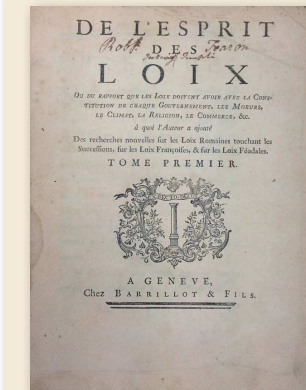 DE L'ESPRIT
DES
LOIX
OU DU RAPPORT QUE LES LOIX DOIVENT AVOIR AVEC LA CONS-
TITUTION DE CHAQUE GOUVERNEMENT, LES MOEURS,
LE CLIMAT, LA RELIGION, LE COMMERCE, &c.
à quoi l'Auteur a ajouté
Des recherches nouvelles sur les Loix Romaines touchant les
Successions, sur les Loix Françoises, & sur les Loix Féodales.
TOME PREMIER.
A GENEVE,
Chez BARRILLOT & FILS.